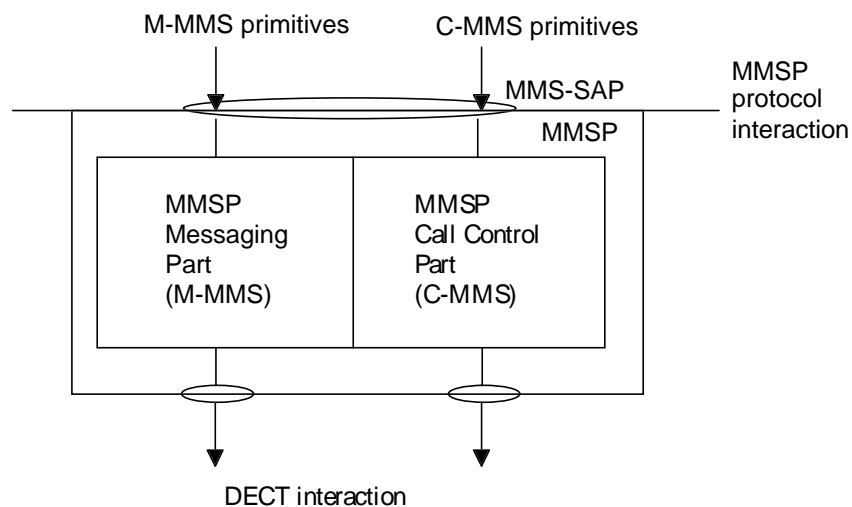 M-MMS primitives
C-MMS primitives
MMS-SAP
MMSP
protocol
interaction
MMSP
MMSP
Messaging
Part
(M-MMS)
MMSP
Call Control
Part
(C-MMS)
DECT interaction